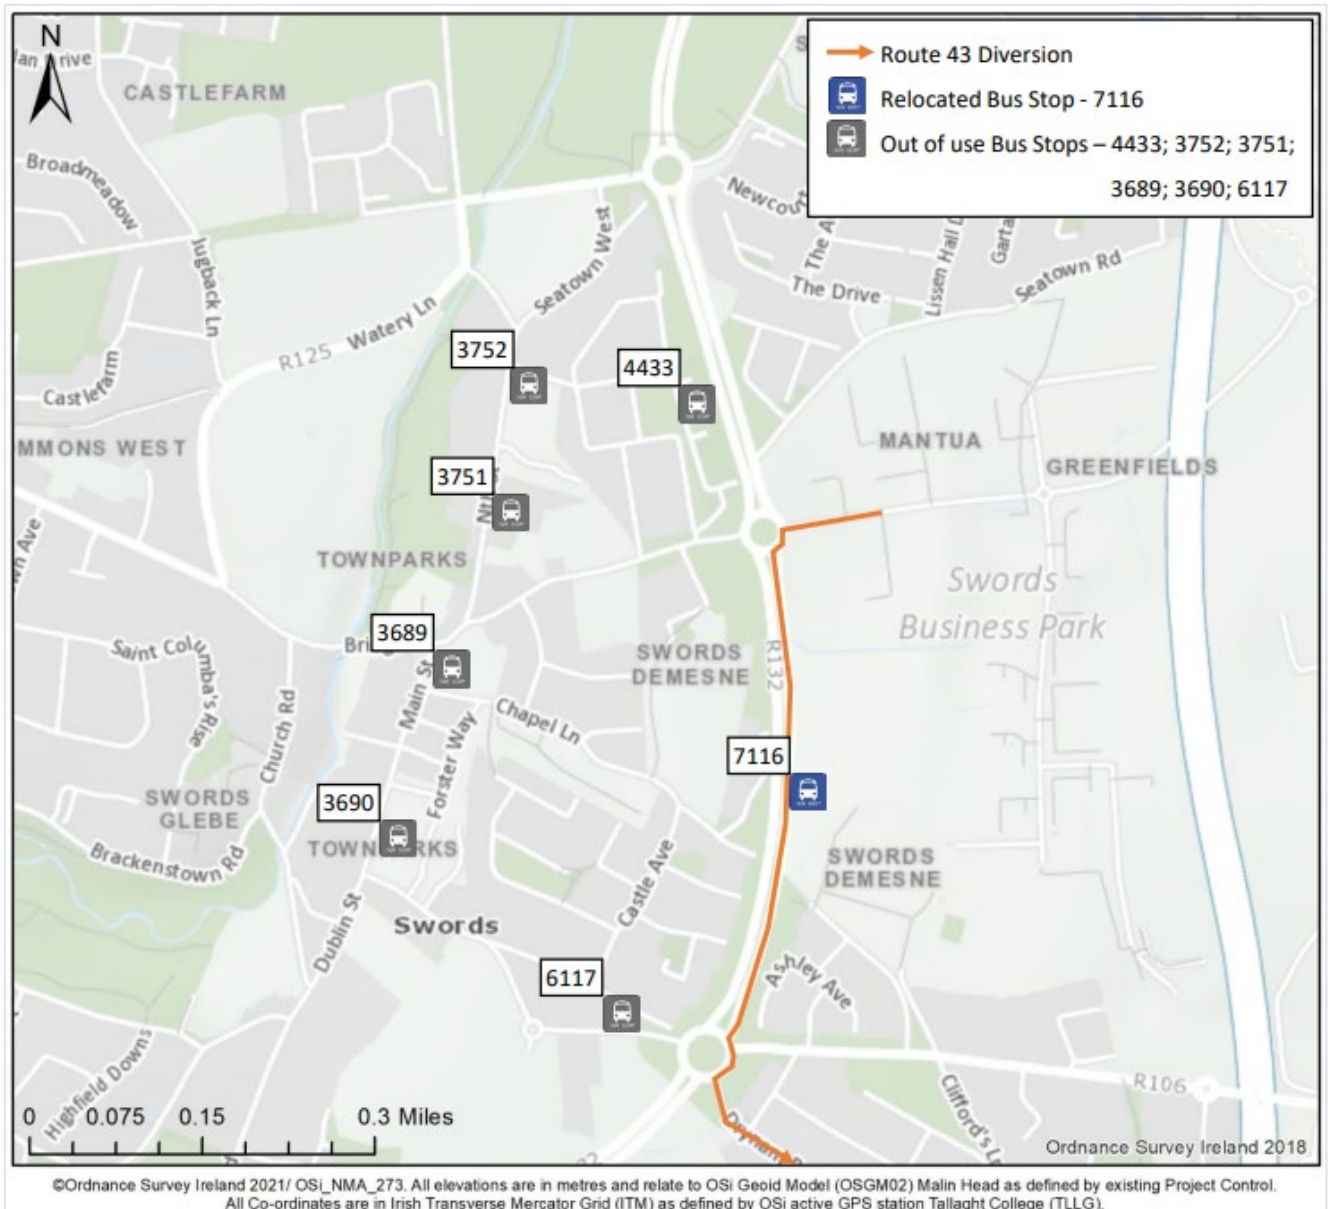 N
Route 43 Diversion
Relocated Bus Stop - 7116
Out of use Bus Stops – 4433; 3752; 3751;
3689; 3690; 6117
CASTLEFARM
Broadmeadow
Jugback Ln
Newcourt
The Drive
Seatown Rd
Seatown West
R125 Watery Ln
Castlefarm
3752
4433
MANTUA
GREENFIELDS
3751
TOWNPARKS
Swords
Business Park
3689
Saint Columba's Rise
Church Rd
Main St
Forster Way
Chapel Ln
SWORDS
DEMESNE
R132
7116
3690
SWORDS
GLEBE
Brackenstown Rd
SWORDS
DEMESNE
Castle Ave
Swords
Dublin St
6117
Ashley Ave
Highfield Downs
R106
Clifford's Ln
0 0.075 0.15 0.3 Miles
Ordnance Survey Ireland 2018
©Ordnance Survey Ireland 2021/ OSi_NMA_273. All elevations are in metres and relate to OSi Geoid Model (OSGM02) Malin Head as defined by existing Project Control.
All Co-ordinates are in Irish Transverse Mercator Grid (ITM) as defined by OSi active GPS station Tallaght College (TLLG).